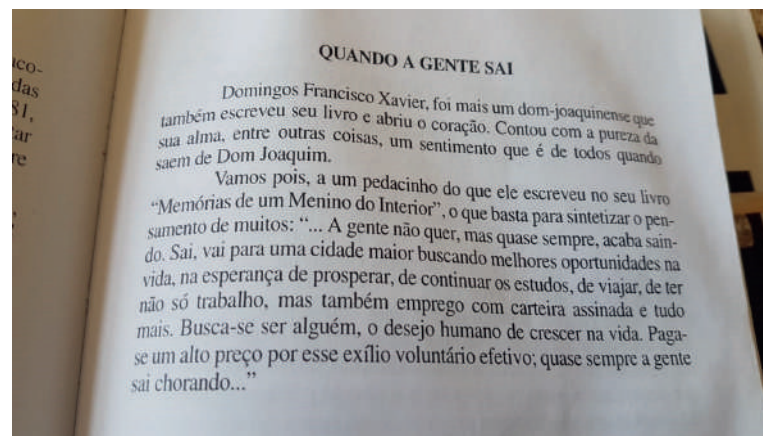 ico-
das
81,
ar
re
QUANDO A GENTE SAI
Domingos Francisco Xavier, foi mais um dom-joaquinense que
também escreveu seu livro e abriu o coração. Contou com a pureza da
sua alma, entre outras coisas, um sentimento que é de todos quando
saem de Dom Joaquim.
Vamos pois, a um pedacinho do que ele escreveu no seu livro
“Memórias de um Menino do Interior”, o que basta para sintetizar o pen-
samento de muitos: “... A gente não quer, mas quase sempre, acaba sain-
do. Sai, vai para uma cidade maior buscando melhores oportunidades na
vida, na esperança de prosperar, de continuar os estudos, de viajar, de ter
não só trabalho, mas também emprego com carteira assinada e tudo
mais. Busca-se ser alguém, o desejo humano de crescer na vida. Paga-
se um alto preço por esse exílio voluntário efetivo; quase sempre a gente
sai chorando...”